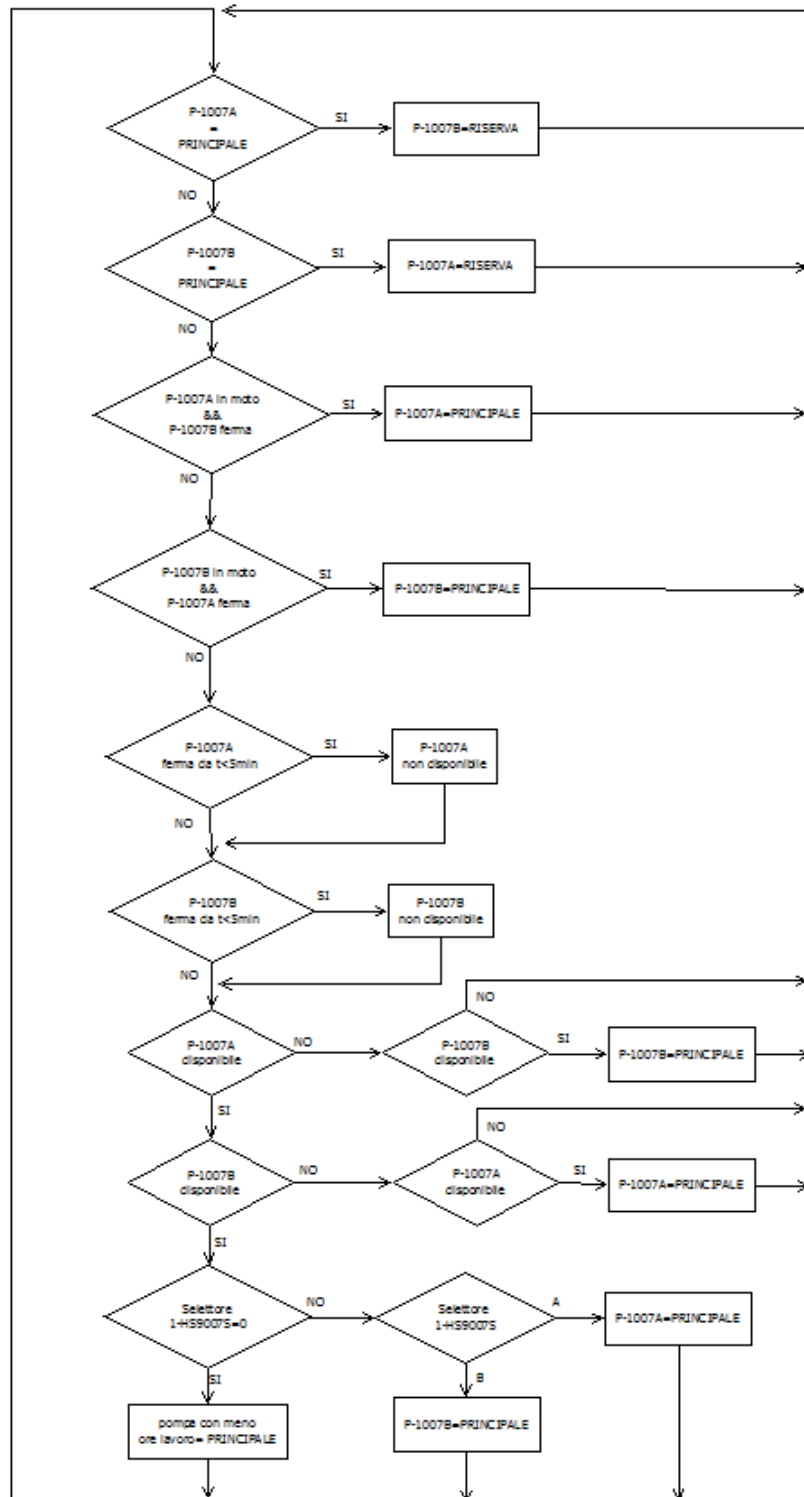 P-1007A
=
PRINCIPALE
SI
P-1007B=RISERVA
NO
P-1007B
=
PRINCIPALE
SI
P-1007A=RISERVA
NO
P-1007A in moto
&&
P-1007B ferma
SI
P-1007A=PRINCIPALE
NO
P-1007B in moto
&&
P-1007A ferma
SI
P-1007B=PRINCIPALE
NO
P-1007A
ferma da t<5min
SI
P-1007A
non disponibile
NO
P-1007B
ferma da t<5min
SI
P-1007B
non disponibile
NO
NO
P-1007A
disponibile
NO
P-1007B
disponibile
SI
P-1007B=PRINCIPALE
SI
NO
P-1007B
disponibile
NO
P-1007A
disponibile
SI
P-1007A=PRINCIPALE
SI
Selettore
1-HS9007S=0
NO
Selettore
1-HS9007S
A
P-1007A=PRINCIPALE
SI
B
pompa con meno
ore lavoro= PRINCIPALE
P-1007B=PRINCIPALE